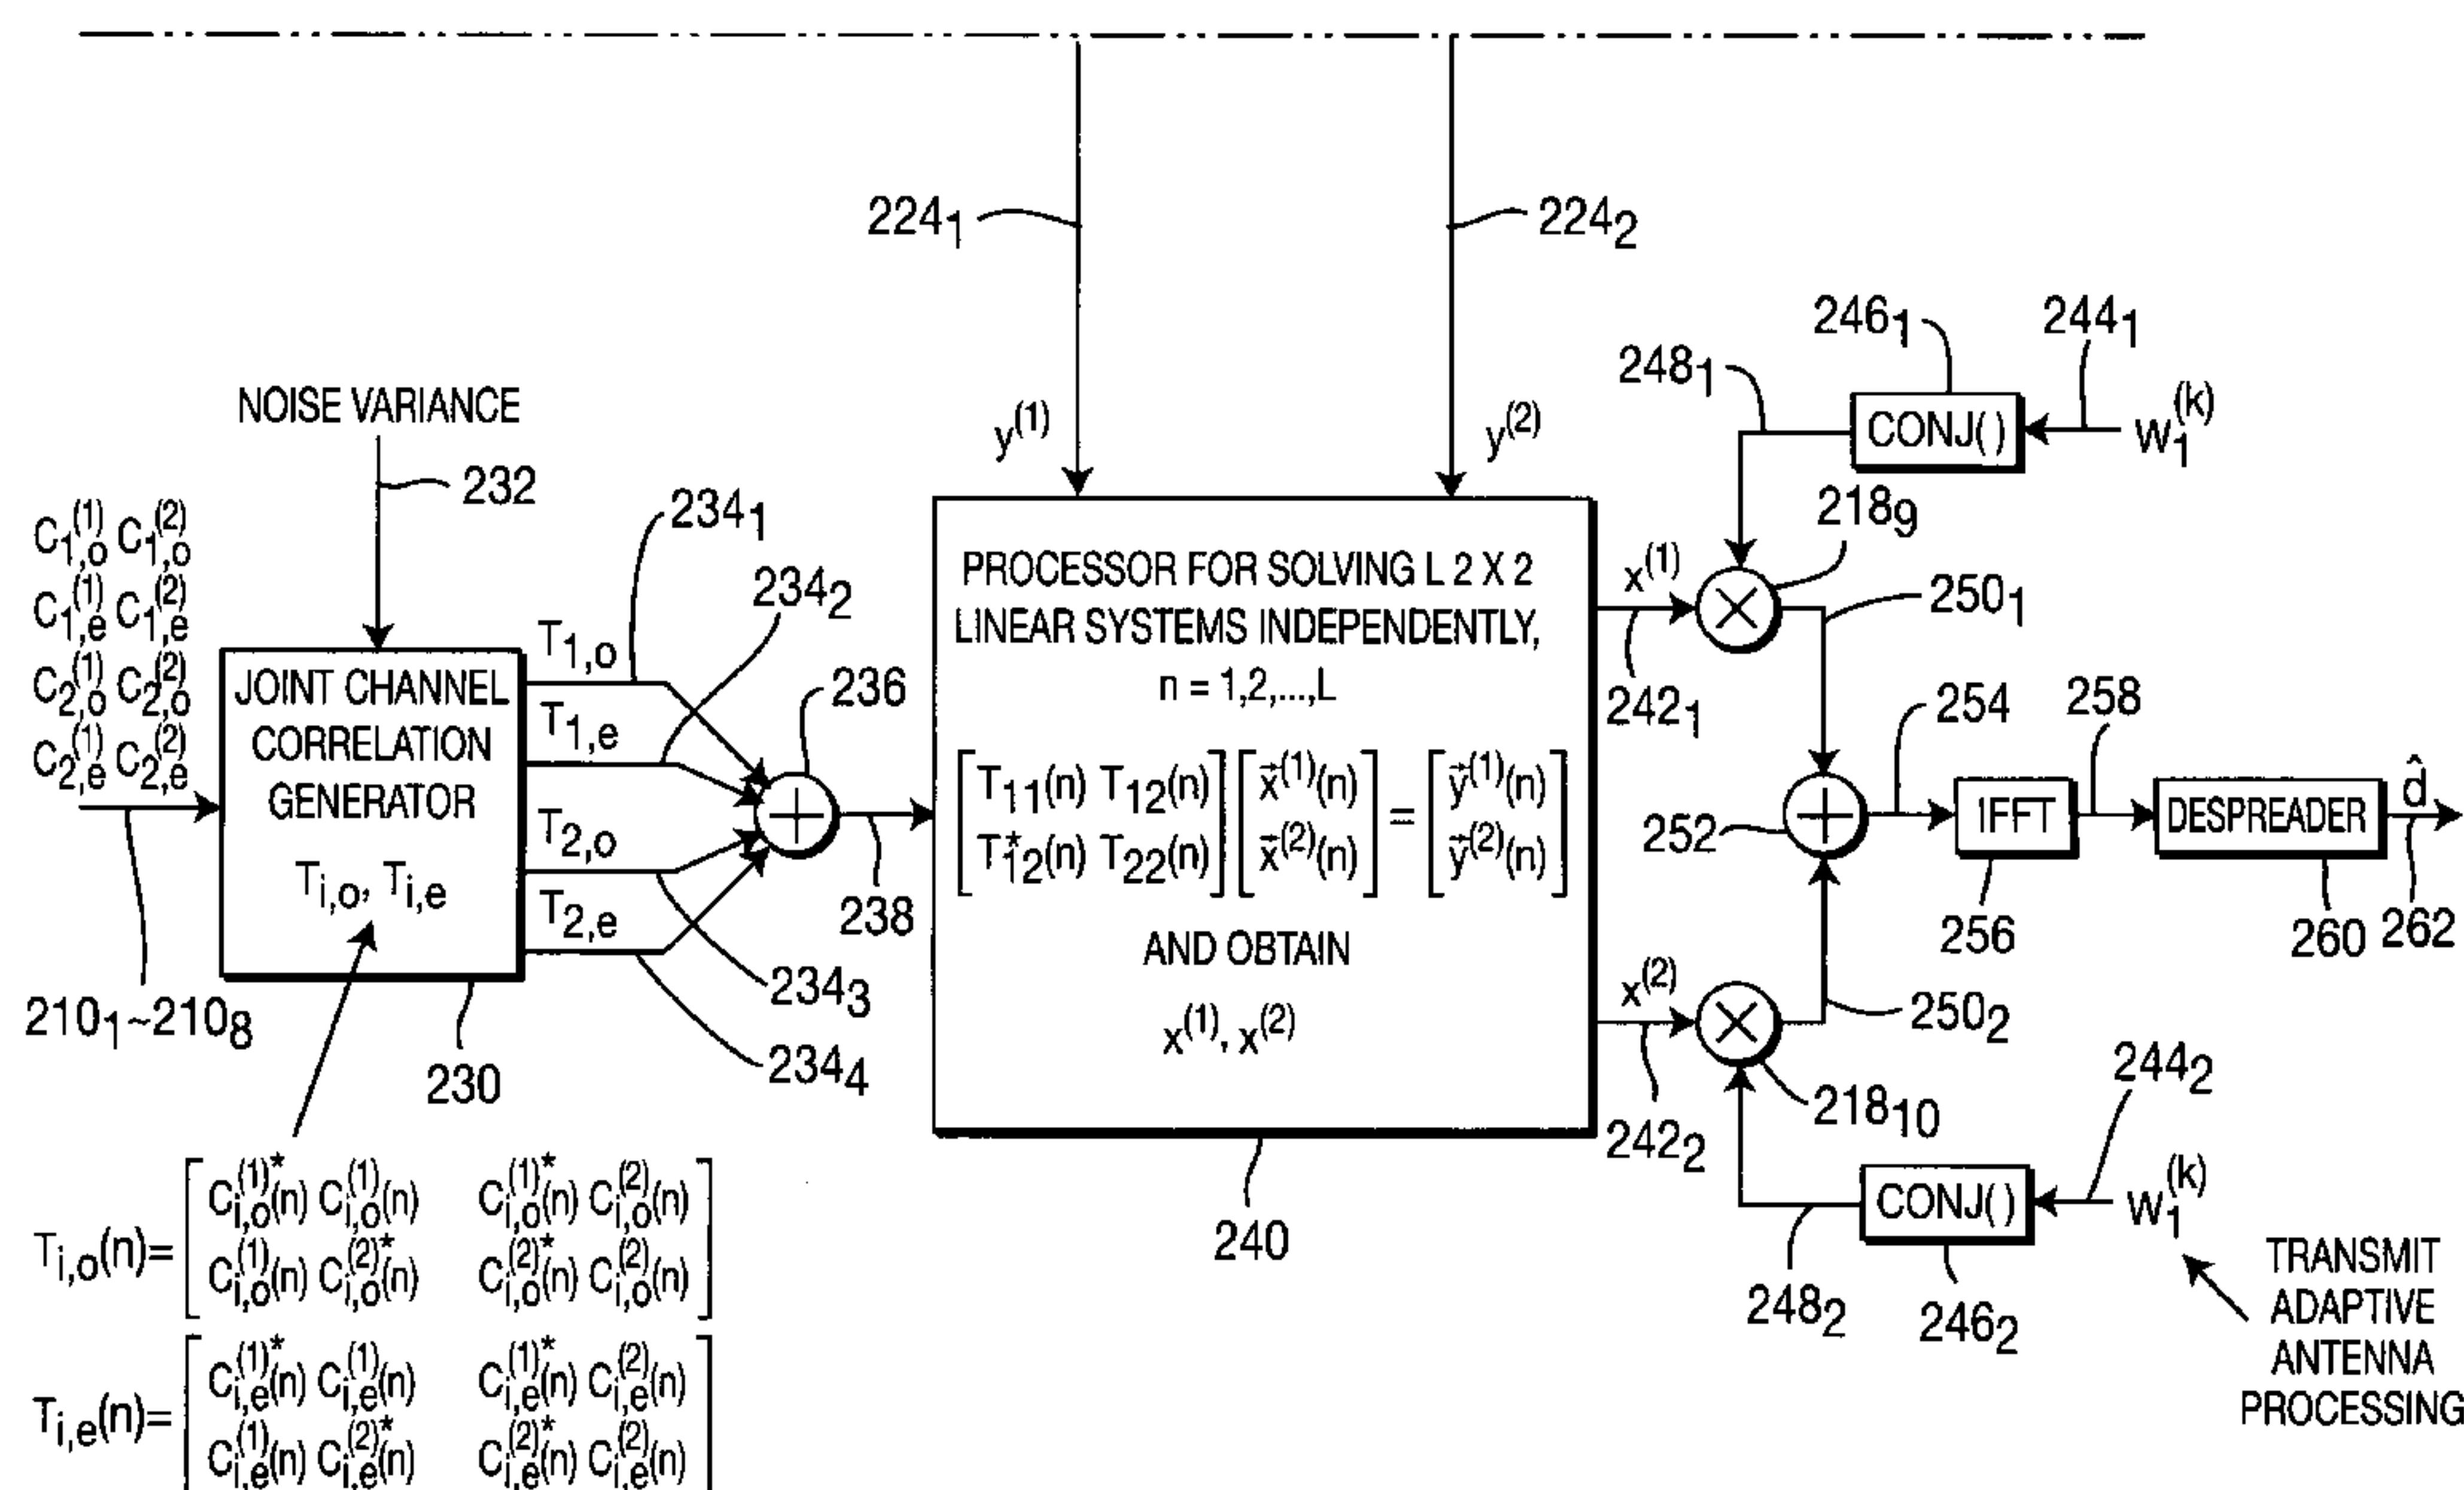 224₁
224₂
y⁽¹⁾
y⁽²⁾
NOISE VARIANCE
232
C₁,ₒ⁽¹⁾ C₁,ₒ⁽²⁾
C₁,ₑ⁽¹⁾ C₁,ₑ⁽²⁾
C₂,ₒ⁽¹⁾ C₂,ₒ⁽²⁾
C₂,ₑ⁽¹⁾ C₂,ₑ⁽²⁾
210₁~210₈
JOINT CHANNEL
CORRELATION
GENERATOR
Tᵢ,ₒ, Tᵢ,ₑ
230
T₁,ₒ
T₁,ₑ
T₂,ₒ
T₂,ₑ
234₁
234₂
234₃
234₄
236
238
PROCESSOR FOR SOLVING L 2 X 2
LINEAR SYSTEMS INDEPENDENTLY,
n = 1,2,...,L
[T₁₁(n) T₁₂(n)] [x⃗⁽¹⁾(n)] = [y⃗⁽¹⁾(n)]
[T₁₂*(n) T₂₂(n)] [x⃗⁽²⁾(n)] = [y⃗⁽²⁾(n)]
AND OBTAIN
x⁽¹⁾, x⁽²⁾
240
x⁽¹⁾
242₁
x⁽²⁾
242₂
246₁
244₁
248₁
CONJ( )
W₁⁽ᵏ⁾
218₉
250₁
252
254
1FFT
256
258
DESPREADER
260
d̂
262
250₂
218₁₀
244₂
CONJ( )
W₁⁽ᵏ⁾
248₂
246₂
TRANSMIT
ADAPTIVE
ANTENNA
PROCESSING
Tᵢ,ₒ(n)=
[Cᵢ,ₒ⁽¹⁾*(n) Cᵢ,ₒ⁽¹⁾(n) Cᵢ,ₒ⁽¹⁾*(n) Cᵢ,ₒ⁽²⁾(n)]
[Cᵢ,ₒ⁽¹⁾(n) Cᵢ,ₒ⁽²⁾*(n) Cᵢ,ₒ⁽²⁾*(n) Cᵢ,ₒ⁽²⁾(n)]
Tᵢ,ₑ(n)=
[Cᵢ,ₑ⁽¹⁾*(n) Cᵢ,ₑ⁽¹⁾(n) Cᵢ,ₑ⁽¹⁾*(n) Cᵢ,ₑ⁽²⁾(n)]
[Cᵢ,ₑ⁽¹⁾(n) Cᵢ,ₑ⁽²⁾*(n) Cᵢ,ₑ⁽²⁾*(n) Cᵢ,ₑ⁽²⁾(n)]